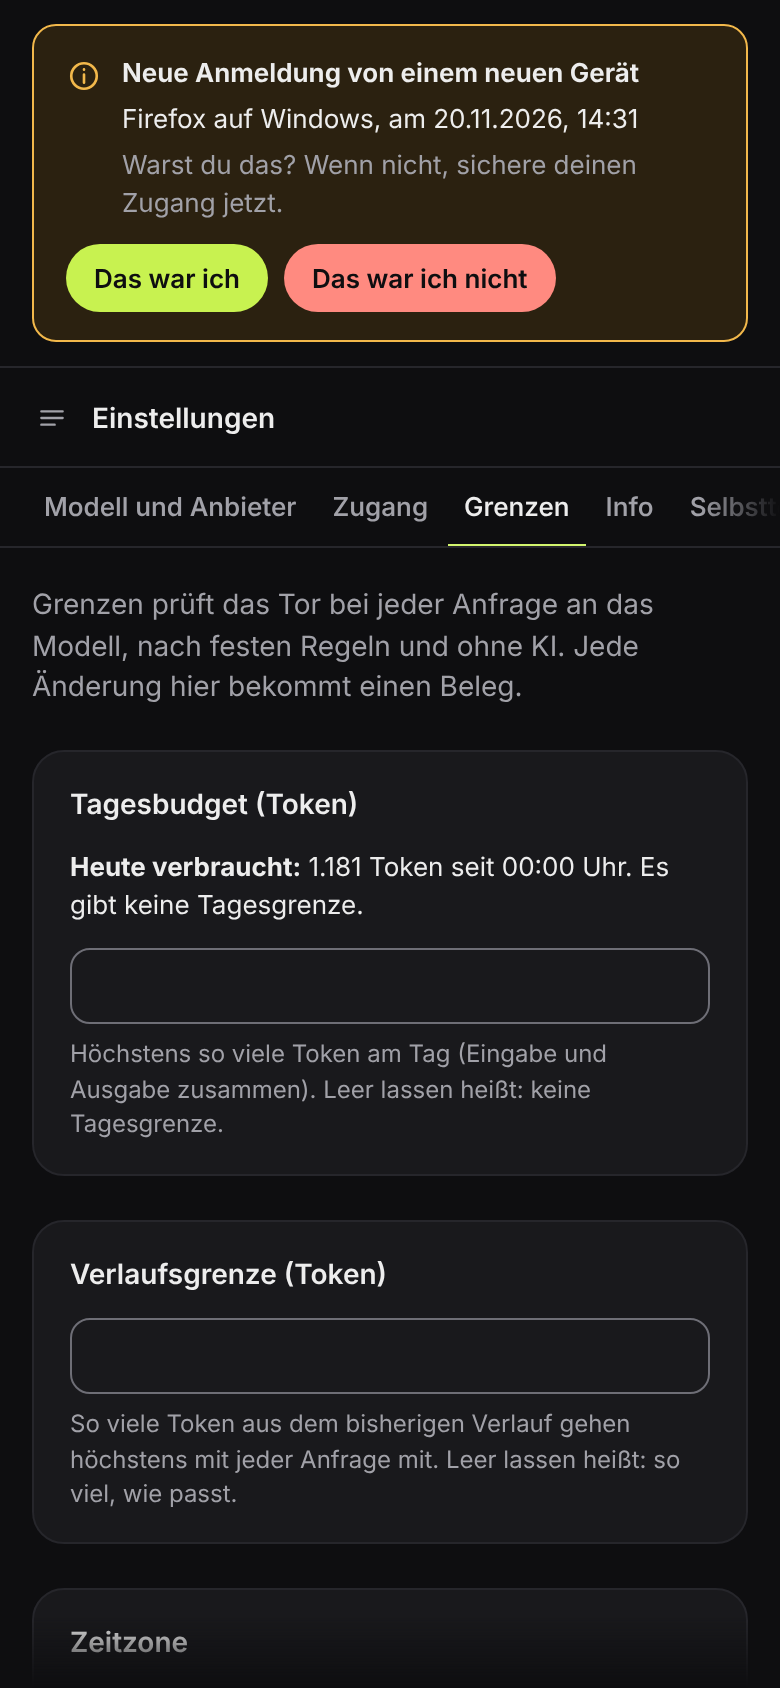 Neue Anmeldung von einem neuen Gerät
Firefox auf Windows, am 20.11.2026, 14:31
Warst du das? Wenn nicht, sichere deinen
Zugang jetzt.
Das war ich
Das war ich nicht
Einstellungen
Modell und Anbieter
Zugang
Grenzen
Info
Grenzen prüft das Tor bei jeder Anfrage an das
Modell, nach festen Regeln und ohne KI. Jede
Änderung hier bekommt einen Beleg.
Tagesbudget (Token)
Heute verbraucht: 1.181 Token seit 00:00 Uhr. Es
gibt keine Tagesgrenze.
Höchstens so viele Token am Tag (Eingabe und
Ausgabe zusammen). Leer lassen heißt: keine
Tagesgrenze.
Verlaufsgrenze (Token)
So viele Token aus dem bisherigen Verlauf gehen
höchstens mit jeder Anfrage mit. Leer lassen heißt: so
viel, wie passt.
Zeitzone